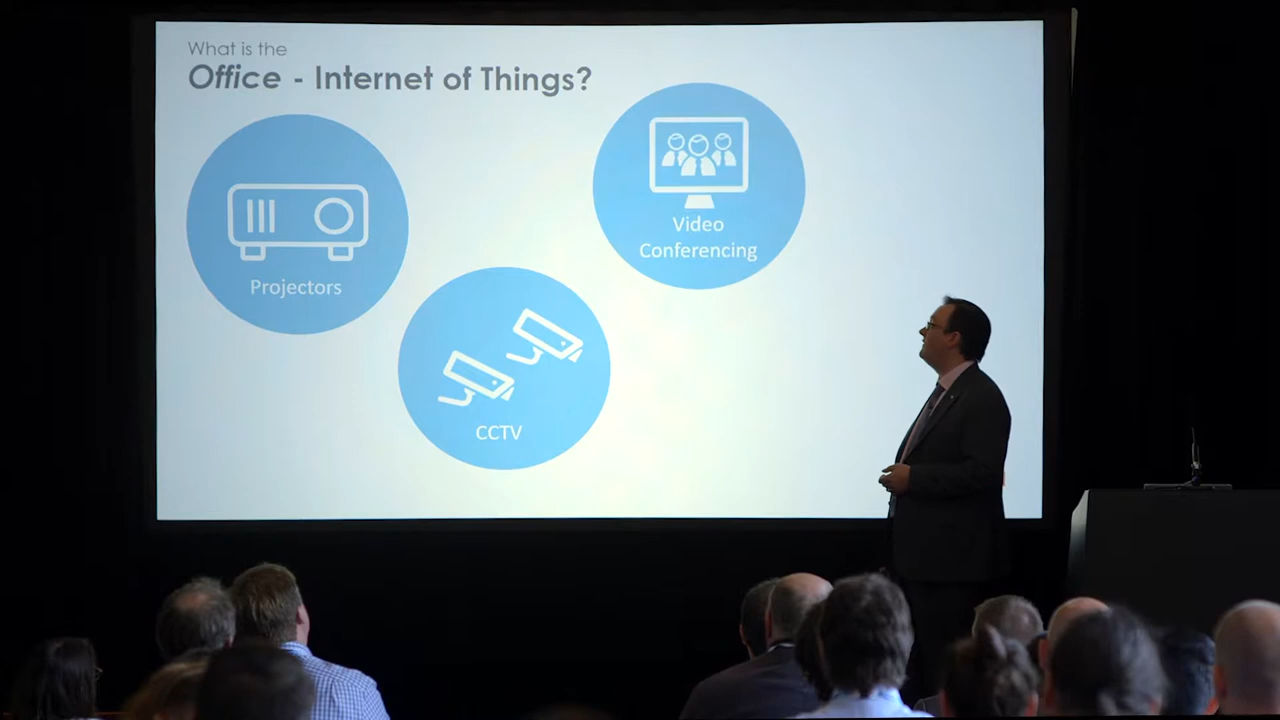 What is the
Office - Internet of Things?
Projectors
Video
Conferencing
CCTV